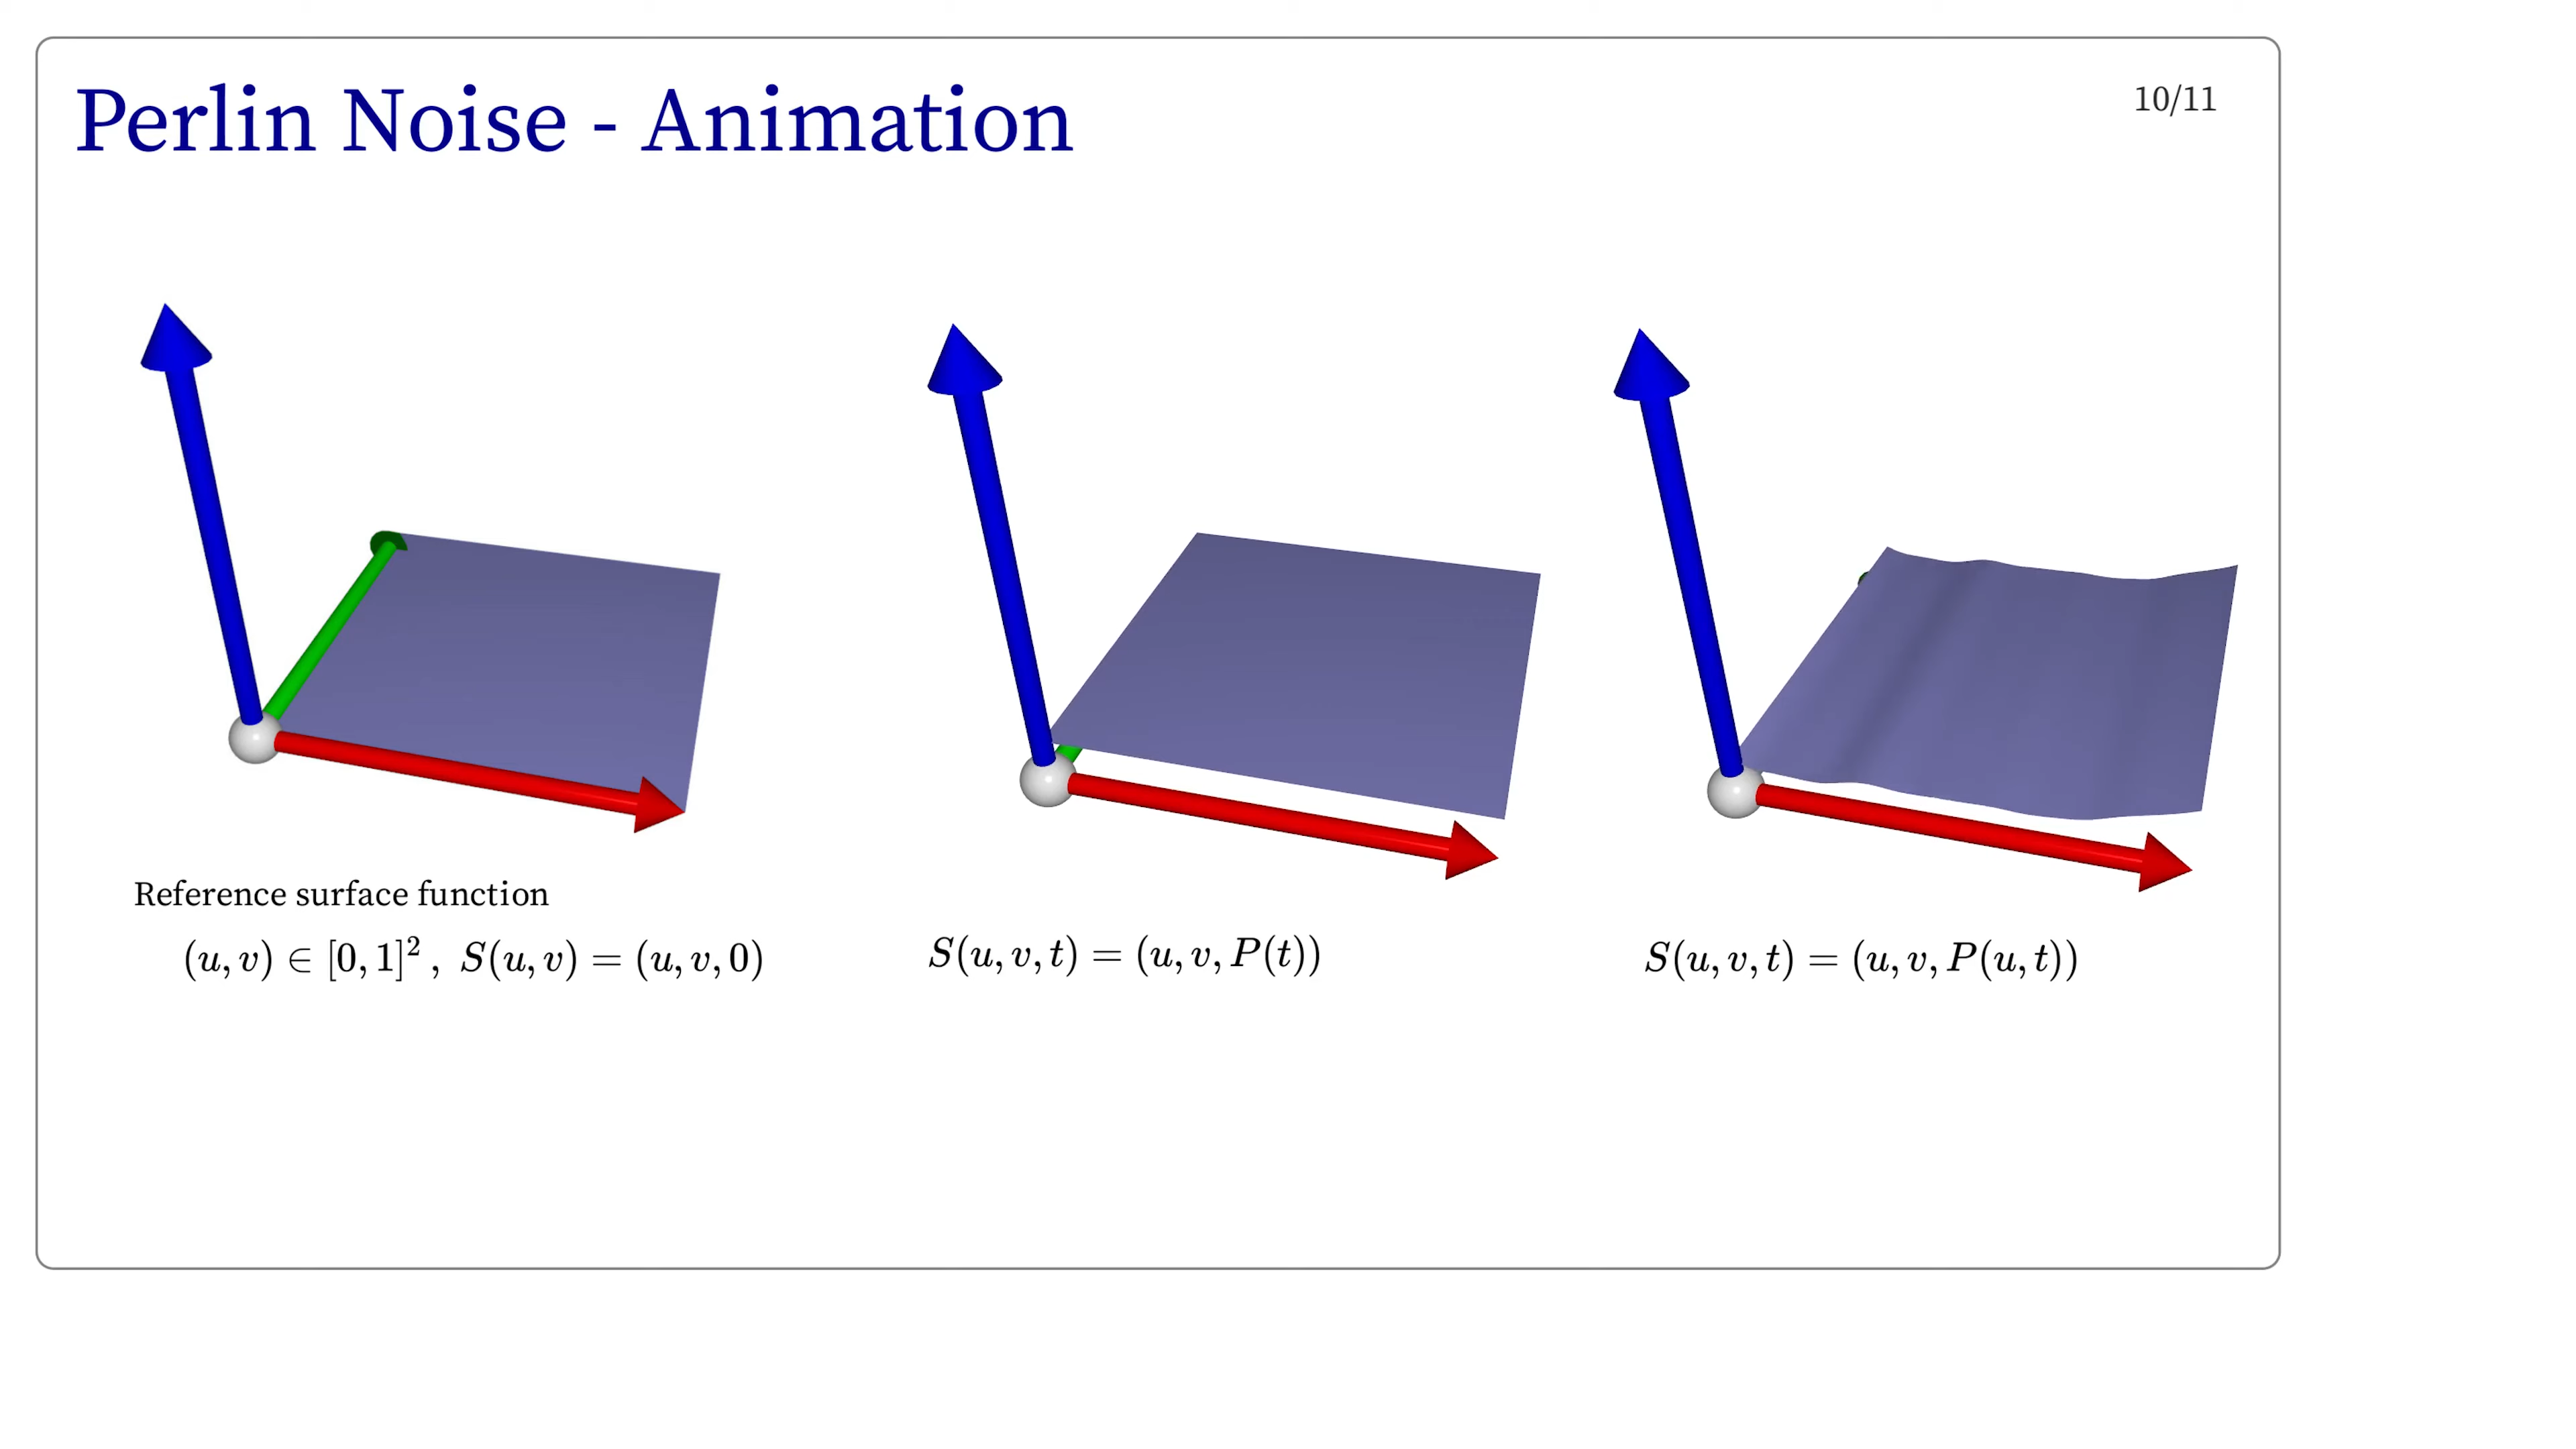 Perlin Noise - Animation
10/11
Reference surface function
(u, v) ∈ [0, 1]², S(u, v) = (u, v, 0)
S(u, v, t) = (u, v, P(t))
S(u, v, t) = (u, v, P(u, t))